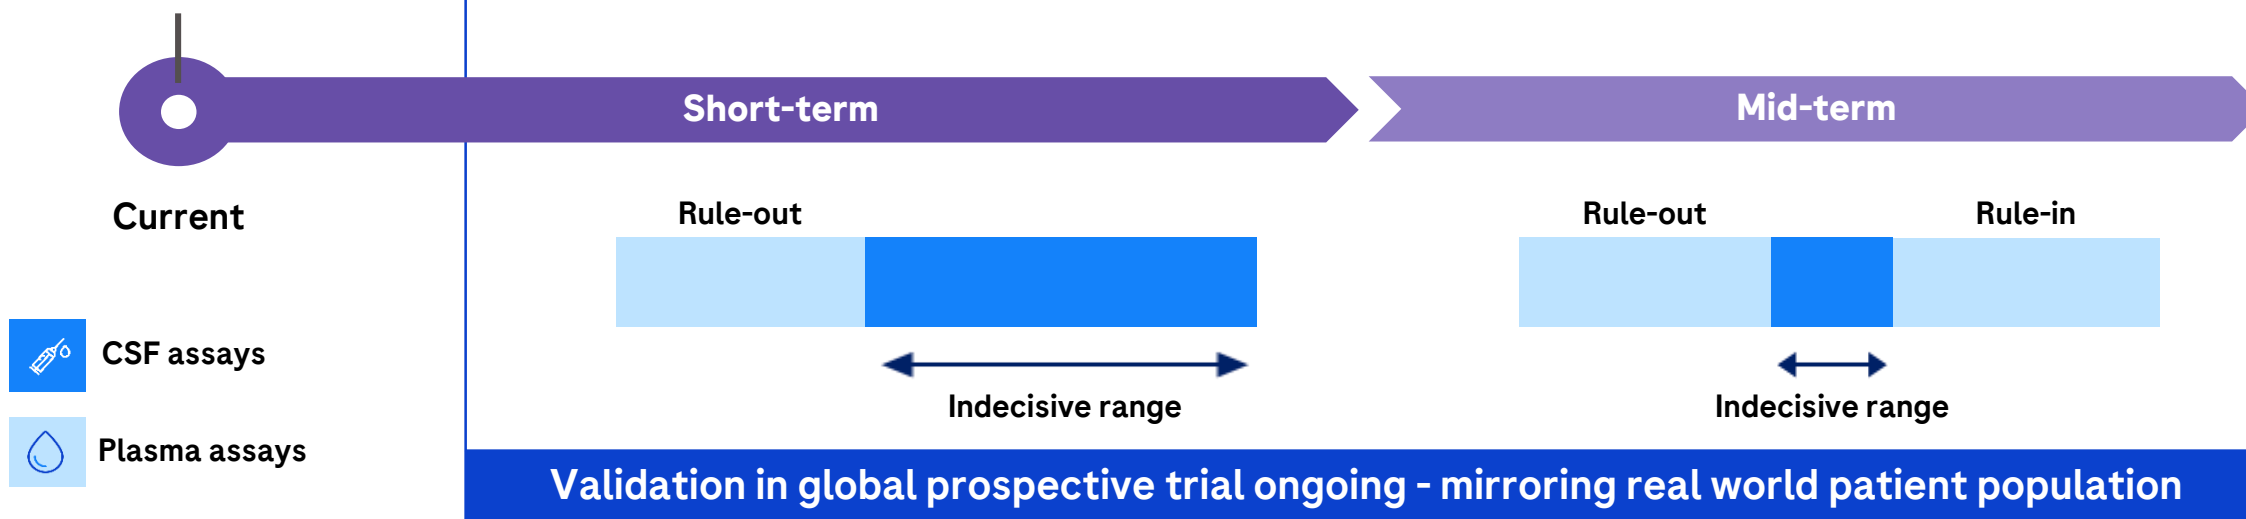 Short-term
Mid-term
Current
Rule-out
Rule-out
Rule-in
CSF assays
Indecisive range
Indecisive range
Plasma assays
Validation in global prospective trial ongoing - mirroring real world patient population